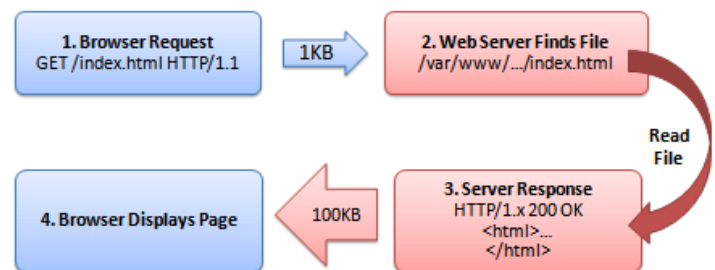 1. Browser Request
GET /index.html HTTP/1.1
1KB
2. Web Server Finds File
/var/www/.../index.html
Read
File
3. Server Response
HTTP/1.x 200 OK
<html>...
</html>
100KB
4. Browser Displays Page